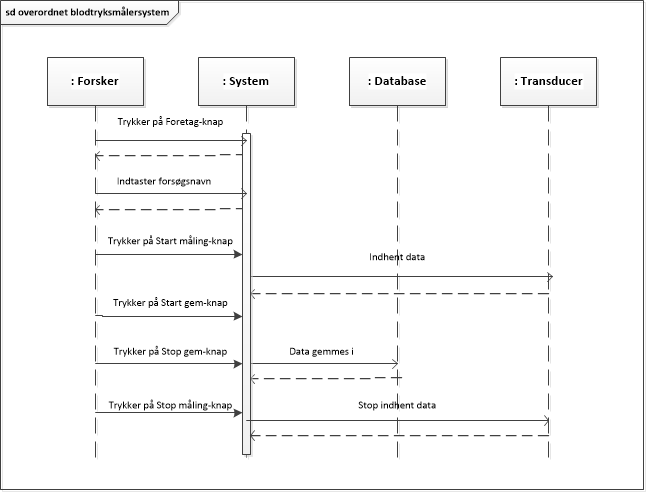 sd overordnet blodtryksmålersystem
: Forsker
: System
: Database
: Transducer
Trykker på Foretag-knap
Indtaster forsøgsnavn
Trykker på Start måling-knap
Indhent data
Trykker på Start gem-knap
Trykker på Stop gem-knap
Data gemmes i
Trykker på Stop måling-knap
Stop indhent data